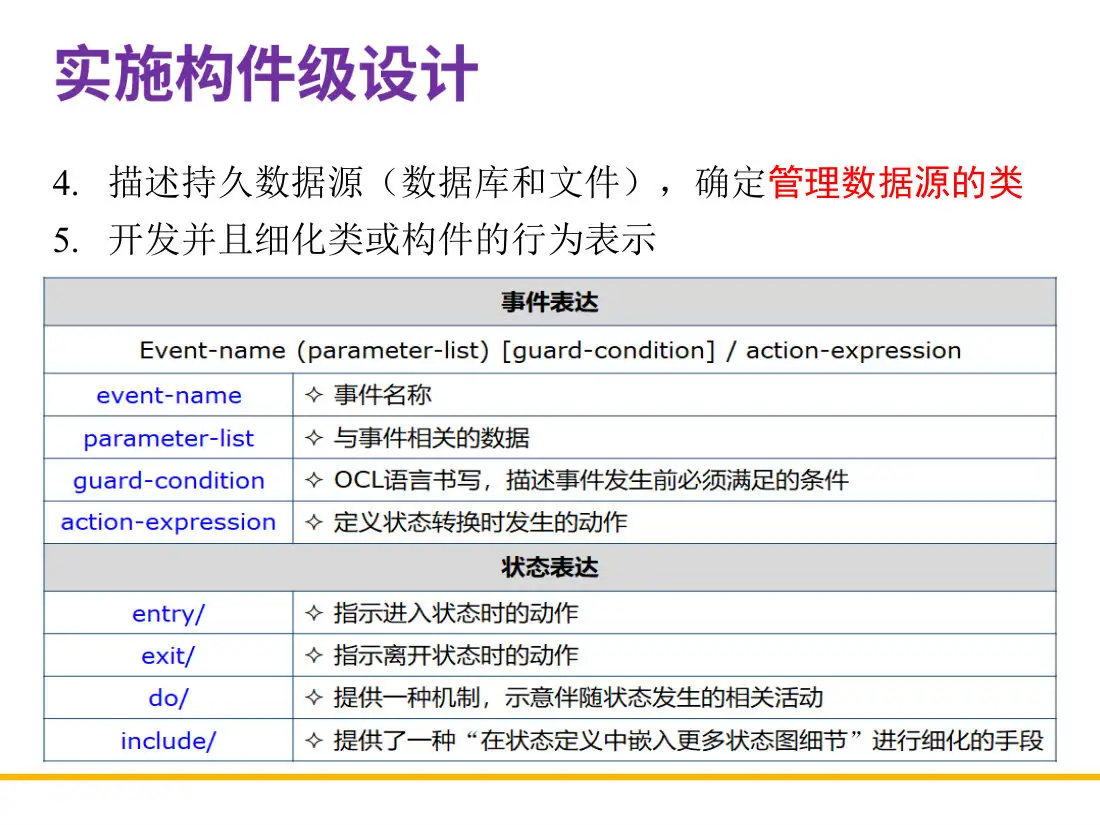 实施构件级设计
4. 描述持久数据源（数据库和文件），确定管理数据源的类
5. 开发并且细化类或构件的行为表示
事件表达
Event-name (parameter-list) [guard-condition] / action-expression
event-name ✧ 事件名称
parameter-list ✧ 与事件相关的数据
guard-condition ✧ OCL语言书写，描述事件发生前必须满足的条件
action-expression ✧ 定义状态转换时发生的动作
状态表达
entry/ ✧ 指示进入状态时的动作
exit/ ✧ 指示离开状态时的动作
do/ ✧ 提供一种机制，示意伴随状态发生的相关活动
include/ ✧ 提供了一种“在状态定义中嵌入更多状态图细节”进行细化的手段